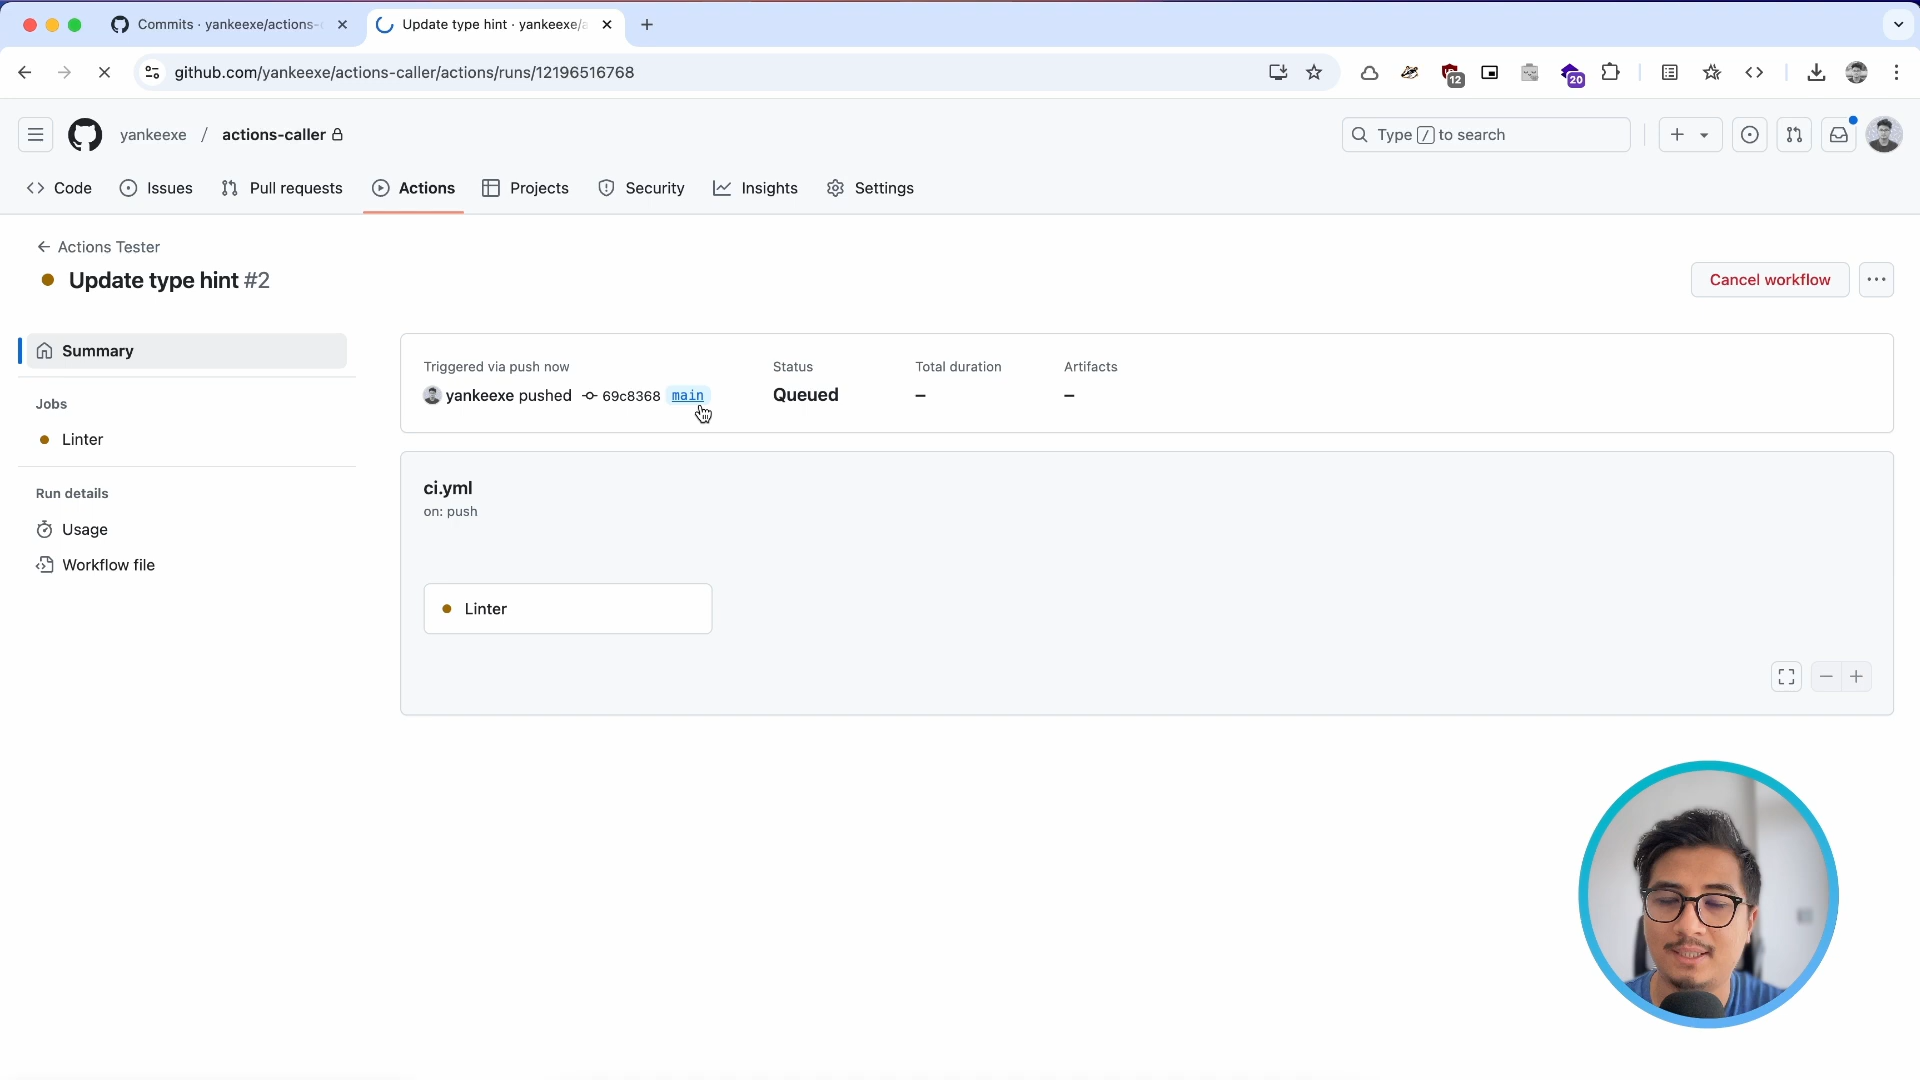 Commits · yankeexe/actions-
Update type hint · yankeexe/a
github.com/yankeexe/actions-caller/actions/runs/12196516768
12
20
yankeexe / actions-caller
Type / to search
Code
Issues
Pull requests
Actions
Projects
Security
Insights
Settings
Actions Tester
Update type hint #2
Cancel workflow
Summary
Jobs
Linter
Run details
Usage
Workflow file
Triggered via push now
yankeexe pushed 69c8368 main
Status
Queued
Total duration
–
Artifacts
–
ci.yml
on: push
Linter